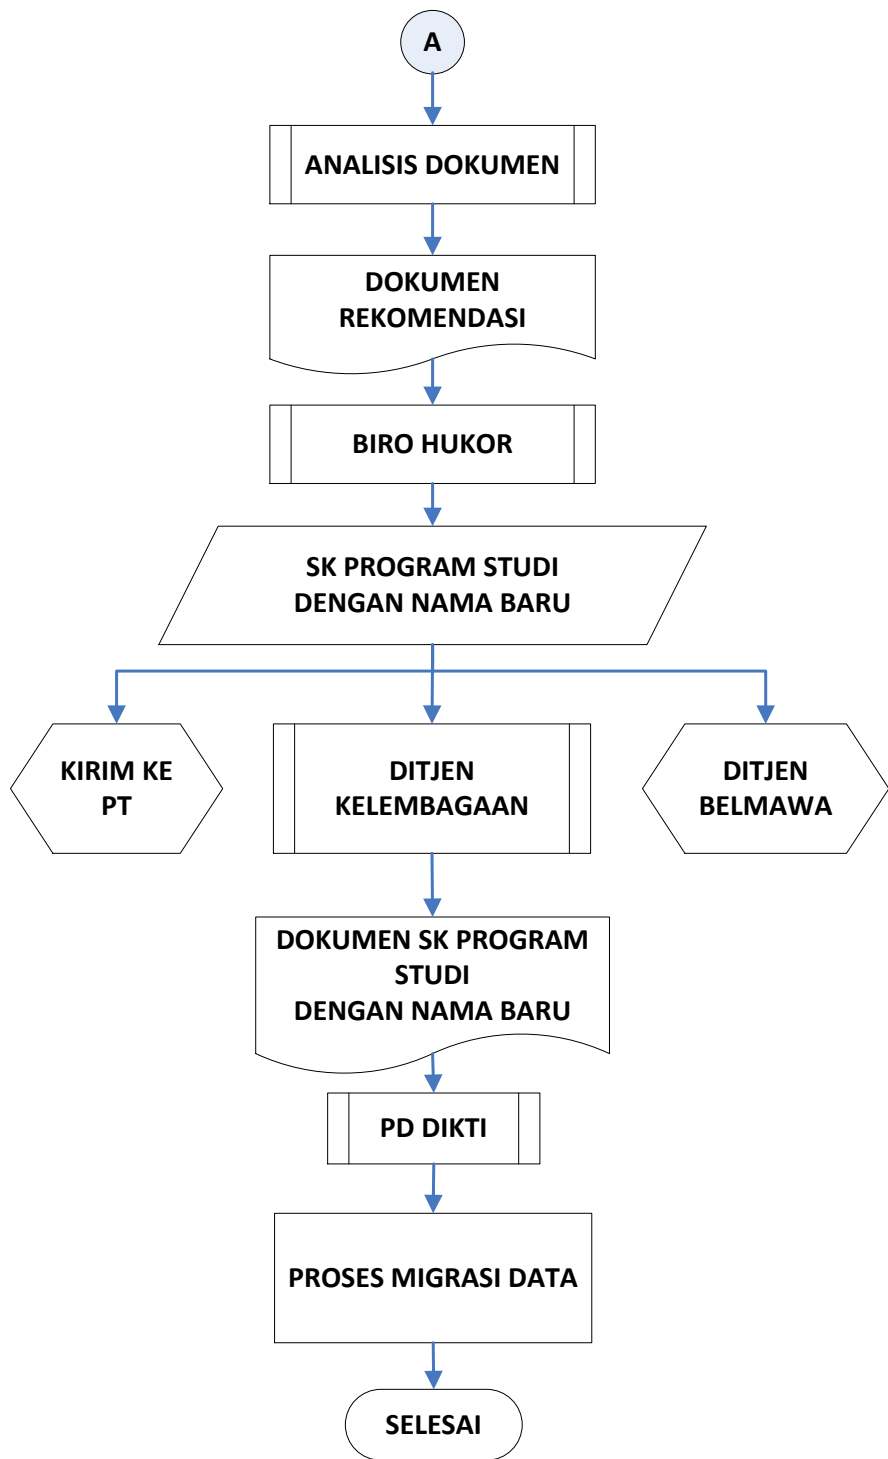 A
ANALISIS DOKUMEN
DOKUMEN
REKOMENDASI
BIRO HUKOR
SK PROGRAM STUDI
DENGAN NAMA BARU
KIRIM KE
PT
DITJEN
KELEMBAGAAN
DITJEN
BELMAWA
DOKUMEN SK PROGRAM
STUDI
DENGAN NAMA BARU
PD DIKTI
PROSES MIGRASI DATA
SELESAI